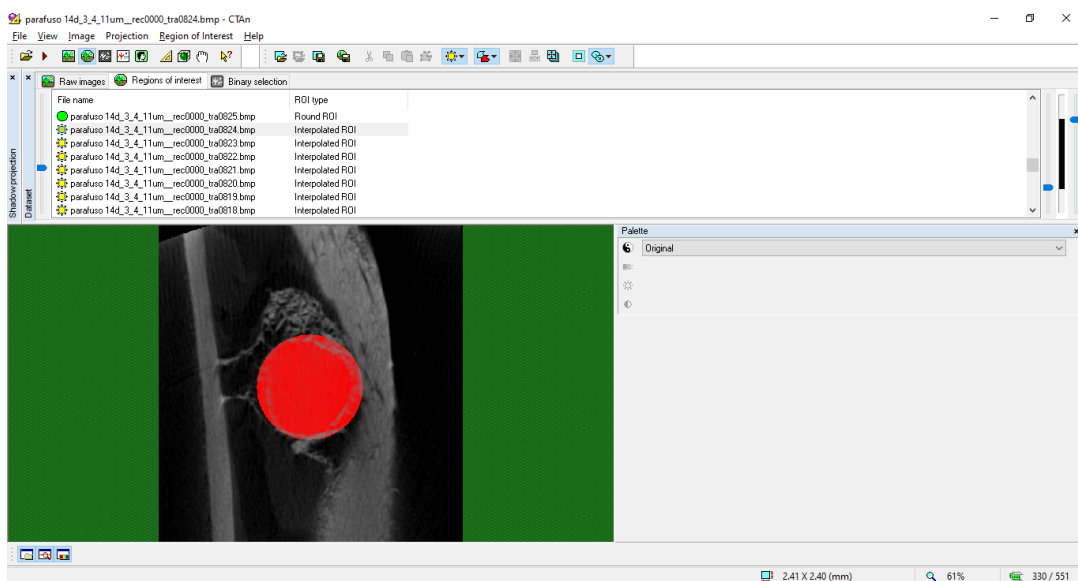 parafuso 14d_3_4_11um__rec0000_tra0824.bmp - CTAn
File View Image Projection Region of Interest Help
Raw images Regions of interest Binary selection
File name ROI type
parafuso 14d_3_4_11um__rec0000_tra0825.bmp Round ROI
parafuso 14d_3_4_11um__rec0000_tra0824.bmp Interpolated ROI
parafuso 14d_3_4_11um__rec0000_tra0823.bmp Interpolated ROI
parafuso 14d_3_4_11um__rec0000_tra0822.bmp Interpolated ROI
parafuso 14d_3_4_11um__rec0000_tra0821.bmp Interpolated ROI
parafuso 14d_3_4_11um__rec0000_tra0820.bmp Interpolated ROI
parafuso 14d_3_4_11um__rec0000_tra0819.bmp Interpolated ROI
parafuso 14d_3_4_11um__rec0000_tra0818.bmp Interpolated ROI
Shadow projection
Dataset
Palette
Original
2.41 X 2.40 (mm) 61% 330 / 551